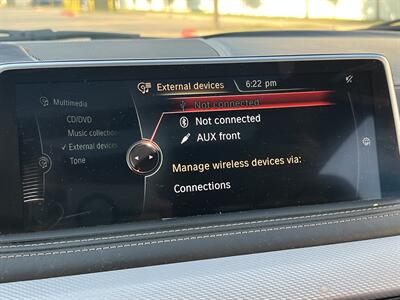 External devices
6:22 pm
Multimedia
CD/DVD
Music collection
External devices
Tone
Not connected
Not connected
AUX front
Manage wireless devices via:
Connections